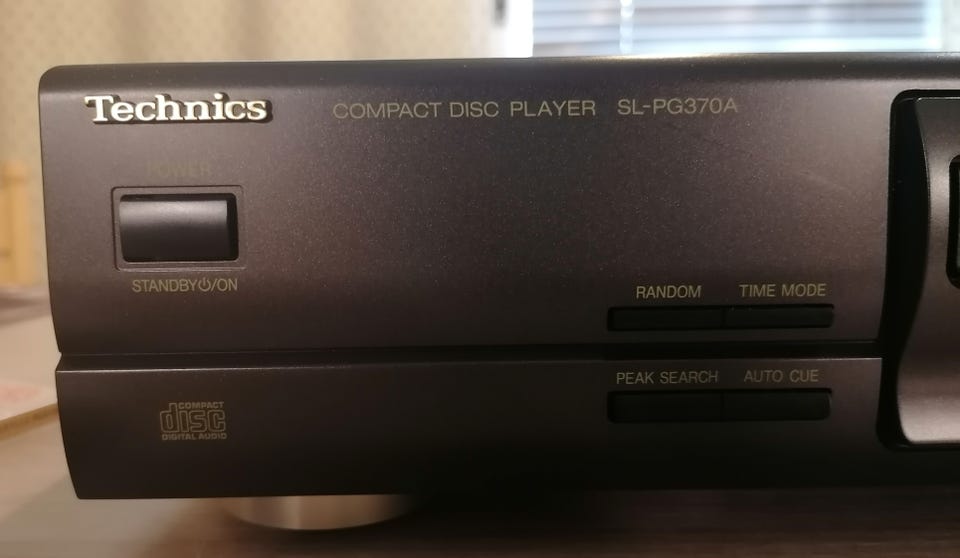 Technics
COMPACT DISC PLAYER SL-PG370A
POWER
STANDBY⏻/ON
RANDOM TIME MODE
PEAK SEARCH AUTO CUE
COMPACT
disc
DIGITAL AUDIO